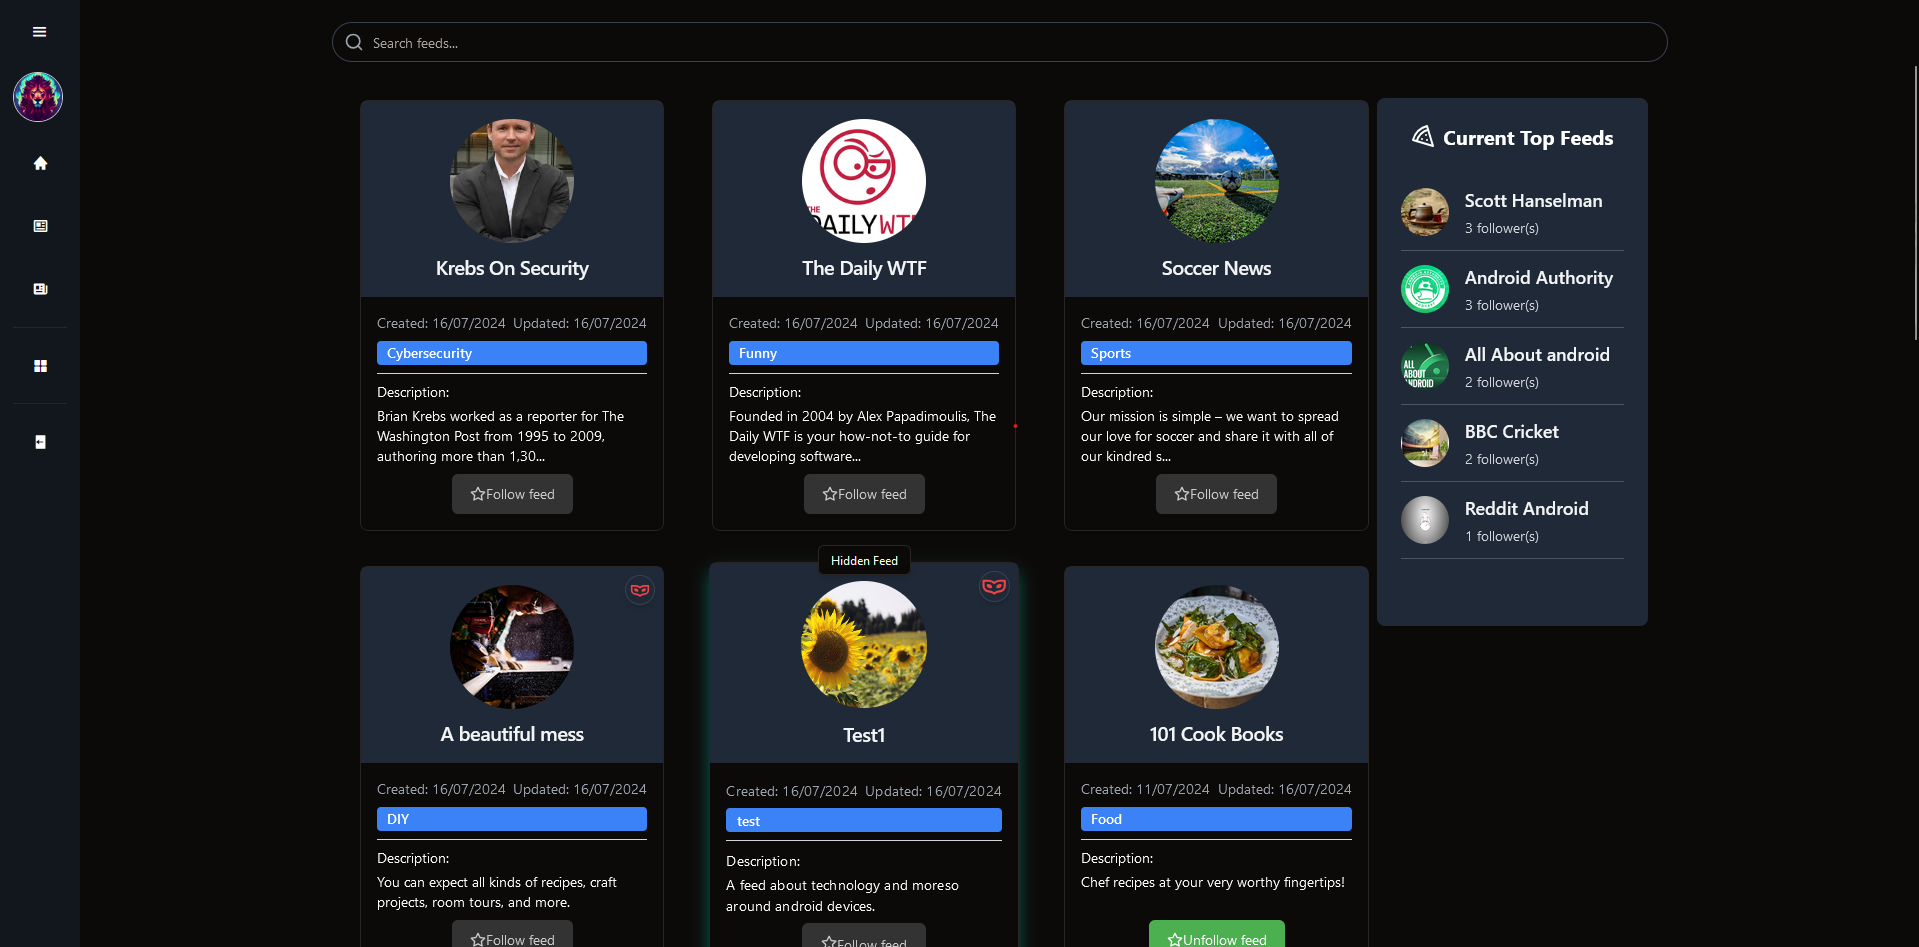 Search feeds...
THE
DAILY WTF
Krebs On Security
The Daily WTF
Soccer News
Created: 16/07/2024 Updated: 16/07/2024
Cybersecurity
Description:
Brian Krebs worked as a reporter for The
Washington Post from 1995 to 2009,
authoring more than 1,30...
Follow feed
Created: 16/07/2024 Updated: 16/07/2024
Funny
Description:
Founded in 2004 by Alex Papadimoulis, The
Daily WTF is your how-not-to guide for
developing software...
Follow feed
Created: 16/07/2024 Updated: 16/07/2024
Sports
Description:
Our mission is simple – we want to spread
our love for soccer and share it with all of
our kindred s...
Follow feed
Current Top Feeds
Scott Hanselman
3 follower(s)
Android Authority
3 follower(s)
ALL
ABOUT
ANDROID
All About android
2 follower(s)
BBC Cricket
2 follower(s)
Reddit Android
1 follower(s)
A beautiful mess
Created: 16/07/2024 Updated: 16/07/2024
DIY
Description:
You can expect all kinds of recipes, craft
projects, room tours, and more.
Follow feed
Hidden Feed
Test1
Created: 16/07/2024 Updated: 16/07/2024
test
Description:
A feed about technology and moreso
around android devices.
Follow feed
101 Cook Books
Created: 11/07/2024 Updated: 16/07/2024
Food
Description:
Chef recipes at your very worthy fingertips!
Unfollow feed